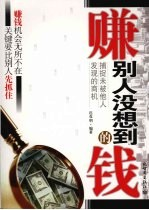 赚钱机会无所不在
关键要比别人先抓住
赚
别人没想到
的
钱
捕捉未被他人
发现的商机